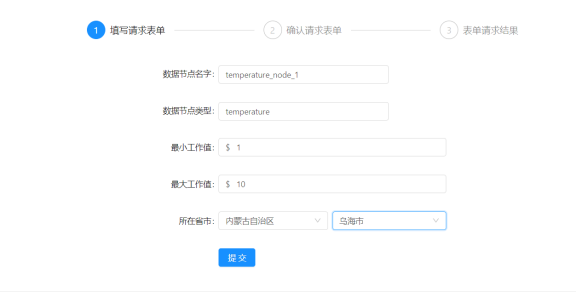 1 填写请求表单 2 确认请求表单 3 表单请求结果
数据节点名字: temperature_node_1
数据节点类型: temperature
最小工作值: $ 1
最大工作值: $ 10
所在省市: 内蒙古自治区 乌海市
提 交